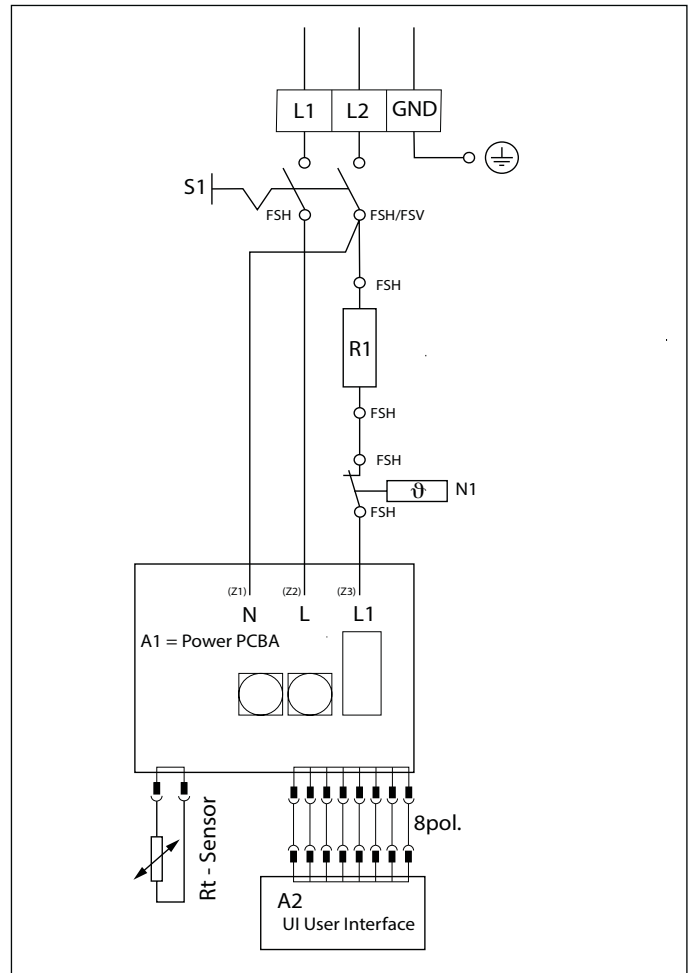 L1 L2 GND
S1
FSH FSH/FSV
FSH
R1
FSH
FSH
ϑ N1
FSH
(Z1) (Z2) (Z3)
N L L1
A1 = Power PCBA
Rt - Sensor
8pol.
A2
UI User Interface